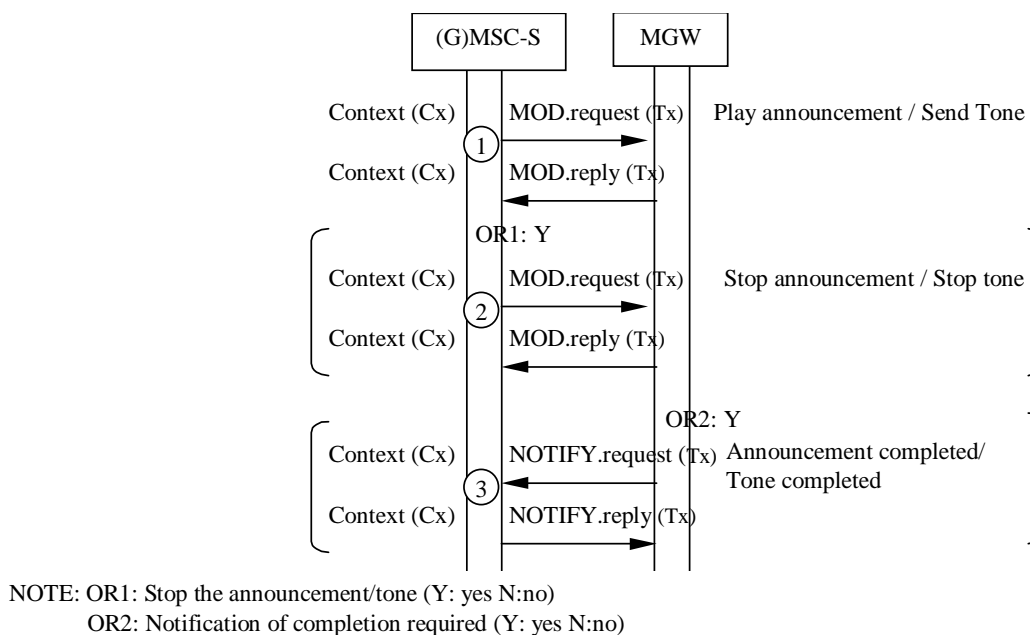 (G)MSC-S MGW
Context (Cx) MOD.request (Tx) Play announcement / Send Tone
1
Context (Cx) MOD.reply (Tx)
OR1: Y
Context (Cx) MOD.request (Tx) Stop announcement / Stop tone
2
Context (Cx) MOD.reply (Tx)
OR2: Y
Context (Cx) NOTIFY.request (Tx) Announcement completed/
Tone completed
3
Context (Cx) NOTIFY.reply (Tx)
NOTE: OR1: Stop the announcement/tone (Y: yes N:no)
OR2: Notification of completion required (Y: yes N:no)